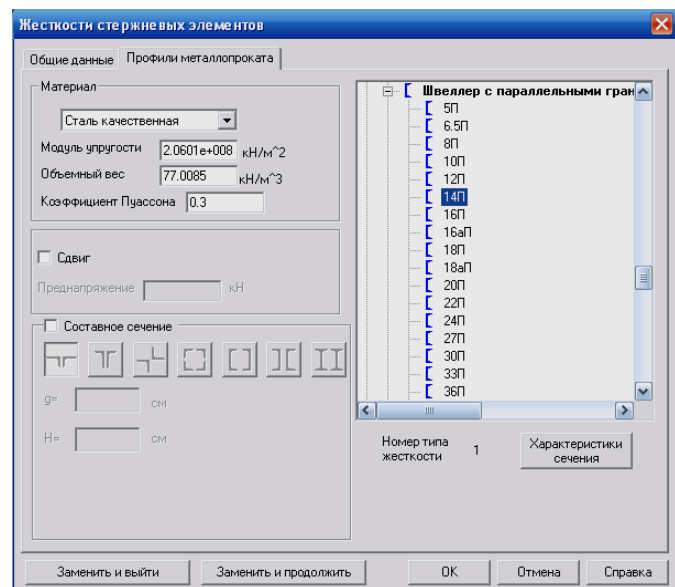 Жесткости стержневых элементов
Общие данные Профили металлопроката
Материал
Сталь качественная
Модуль упругости 2.0601e+008 кН/м^2
Объемный вес 77.0085 кН/м^3
Коэффициент Пуассона 0.3
Сдвиг
Преднапряжение кН
Составное сечение
g= см
H= см
Швеллер с параллельными гран
5П
6.5П
8П
10П
12П
14П
16П
16аП
18П
18аП
20П
22П
24П
27П
30П
33П
36П
Номер типа
жесткости 1
Характеристики
сечения
Заменить и выйти Заменить и продолжить OK Отмена Справка